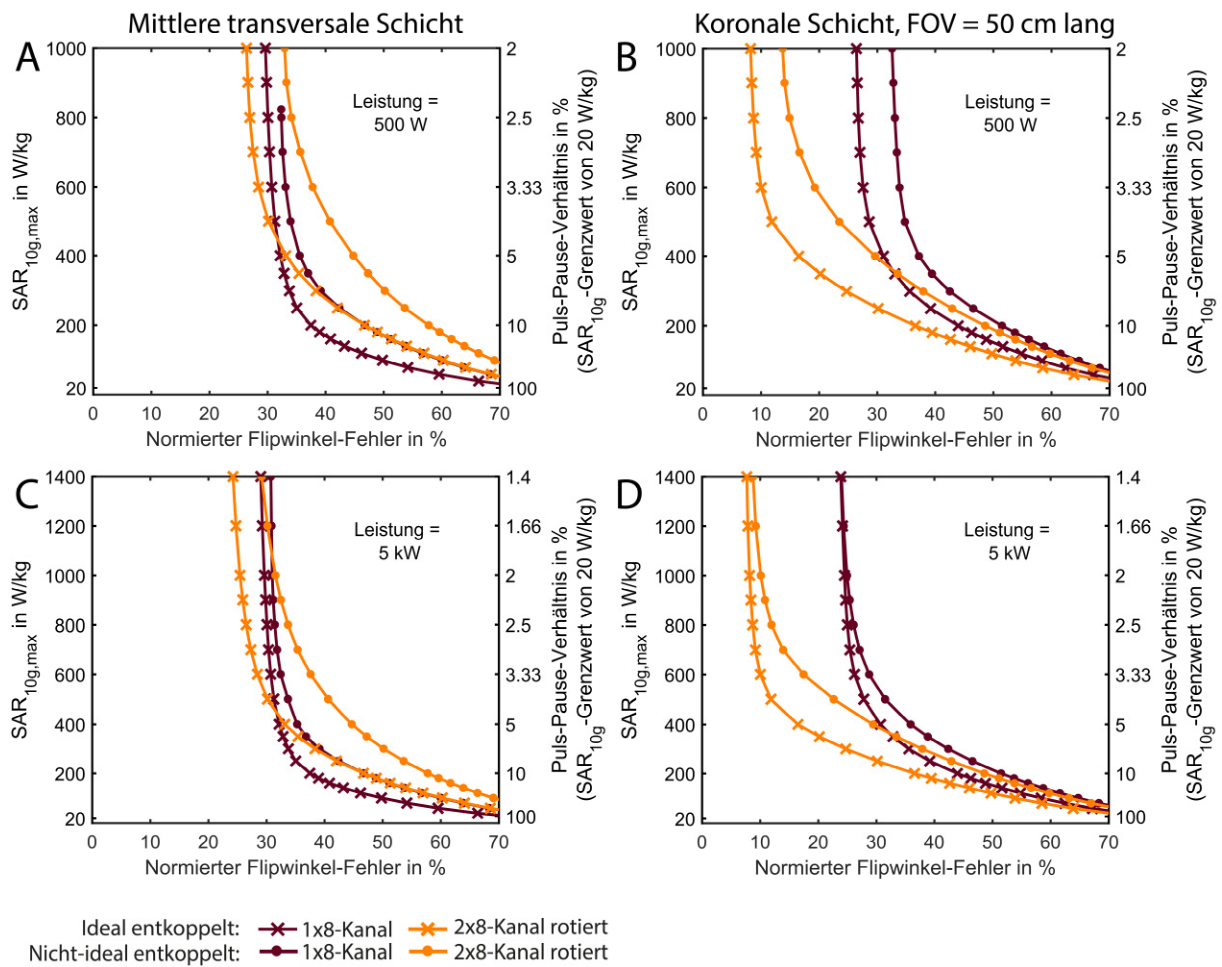 Mittlere transversale Schicht
Koronale Schicht, FOV = 50 cm lang
A
1000
800
600
400
200
20
SAR10g,max in W/kg
0 10 20 30 40 50 60 70
Normierter Flipwinkel-Fehler in %
Leistung =
500 W
2
2.5
3.33
5
10
100
Puls-Pause-Verhältnis in %
(SAR10g-Grenzwert von 20 W/kg)
B
1000
800
600
400
200
20
SAR10g,max in W/kg
0 10 20 30 40 50 60 70
Normierter Flipwinkel-Fehler in %
Leistung =
500 W
2
2.5
3.33
5
10
100
Puls-Pause-Verhältnis in %
(SAR10g-Grenzwert von 20 W/kg)
C
1400
1200
1000
800
600
400
200
20
SAR10g,max in W/kg
0 10 20 30 40 50 60 70
Normierter Flipwinkel-Fehler in %
Leistung =
5 kW
1.4
1.66
2
2.5
3.33
5
10
100
Puls-Pause-Verhältnis in %
(SAR10g-Grenzwert von 20 W/kg)
D
1400
1200
1000
800
600
400
200
20
SAR10g,max in W/kg
0 10 20 30 40 50 60 70
Normierter Flipwinkel-Fehler in %
Leistung =
5 kW
1.4
1.66
2
2.5
3.33
5
10
100
Puls-Pause-Verhältnis in %
(SAR10g-Grenzwert von 20 W/kg)
Ideal entkoppelt: 1x8-Kanal 2x8-Kanal rotiert
Nicht-ideal entkoppelt: 1x8-Kanal 2x8-Kanal rotiert